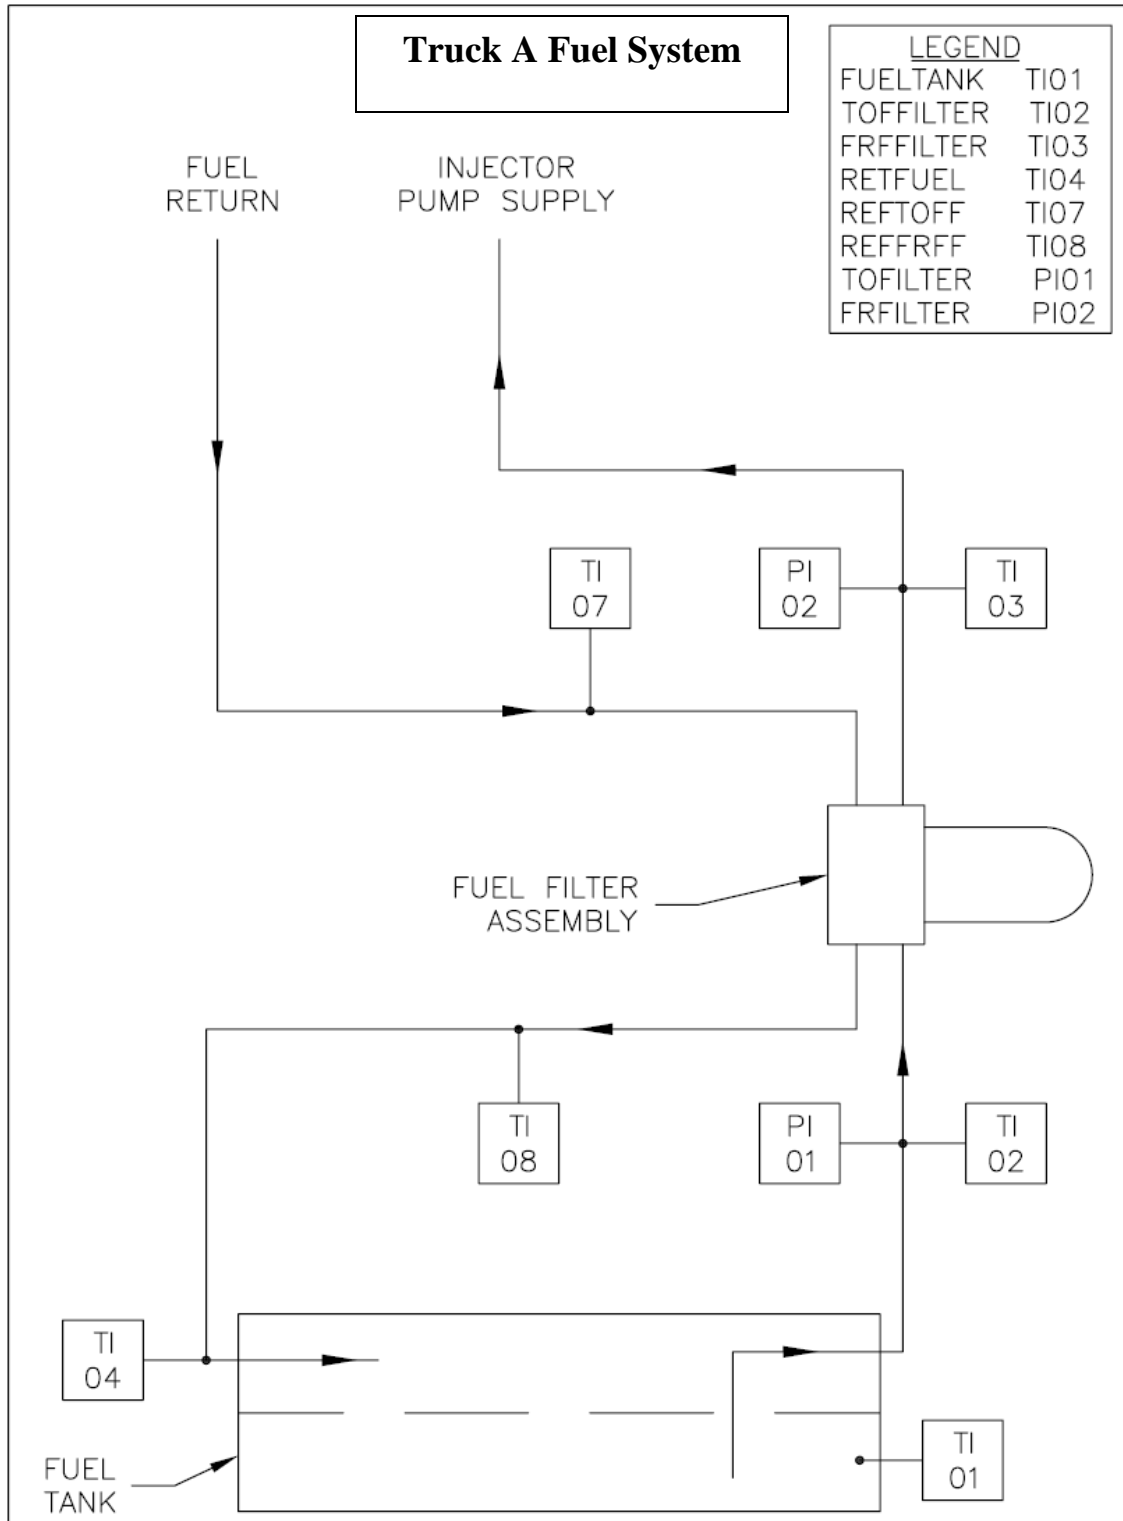 Truck A Fuel System
LEGEND
FUELTANK TI01
TOFFILTER TI02
FRFFILTER TI03
RETFUEL TI04
REFTOFF TI07
REFFRFF TI08
TOFILTER PI01
FRFILTER PI02
FUEL
RETURN
INJECTOR
PUMP SUPPLY
TI
07
PI
02
TI
03
FUEL FILTER
ASSEMBLY
TI
08
PI
01
TI
02
TI
04
FUEL
TANK
TI
01